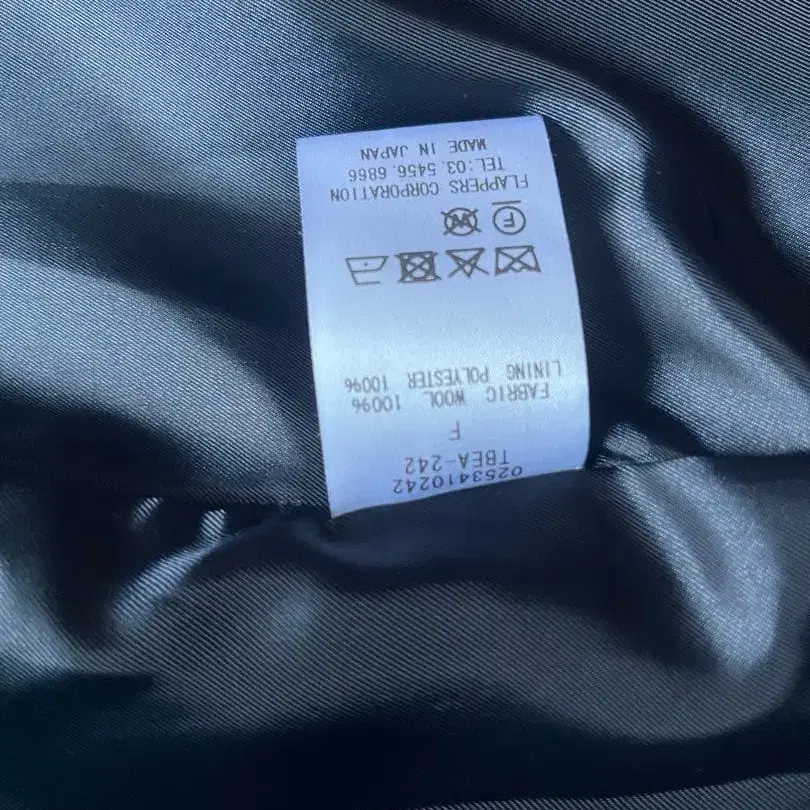 0253410242
TBEA-242
F
FABRIC WOOL 100%
LINING POLYESTER 100%
F
W
FLAPPERS CORPORATION
TEL:03.5456.6866
MADE IN JAPAN